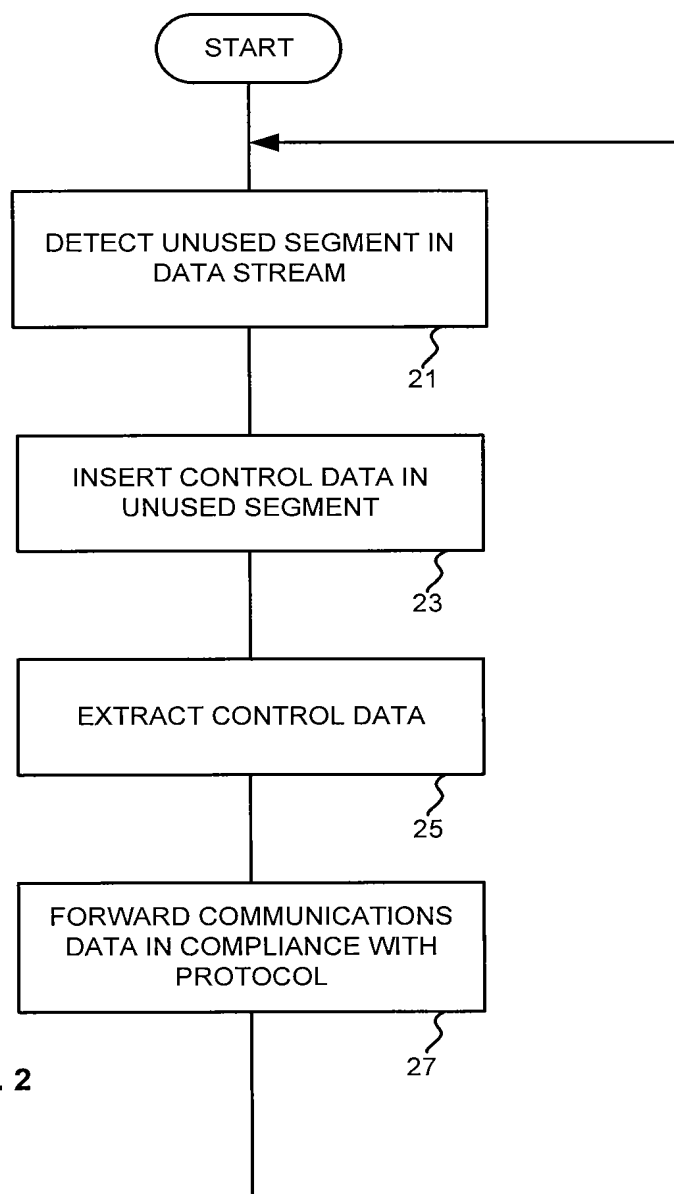 START
DETECT UNUSED SEGMENT IN
DATA STREAM
21
INSERT CONTROL DATA IN
UNUSED SEGMENT
23
EXTRACT CONTROL DATA
25
FORWARD COMMUNICATIONS
DATA IN COMPLIANCE WITH
PROTOCOL
27
. 2